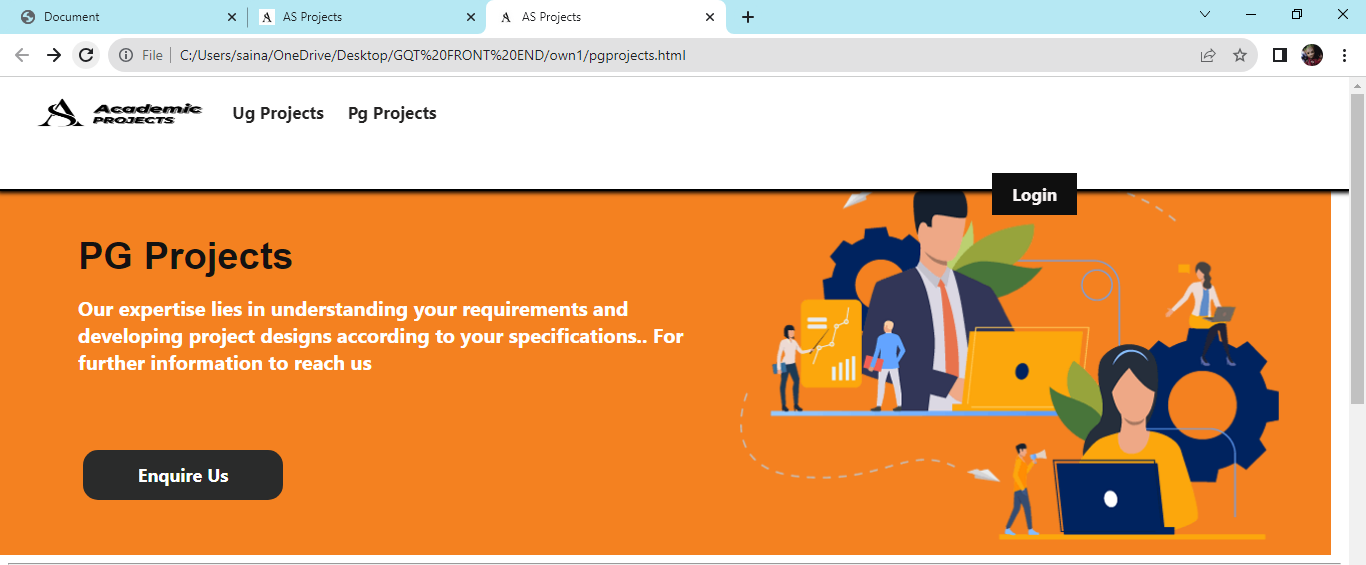 Document
AS Projects
AS Projects
File | C:/Users/saina/OneDrive/Desktop/GQT%20FRONT%20END/own1/pgprojects.html
Academic
PROJECTS
Ug Projects
Pg Projects
Login
PG Projects
Our expertise lies in understanding your requirements and
developing project designs according to your specifications.. For
further information to reach us
Enquire Us